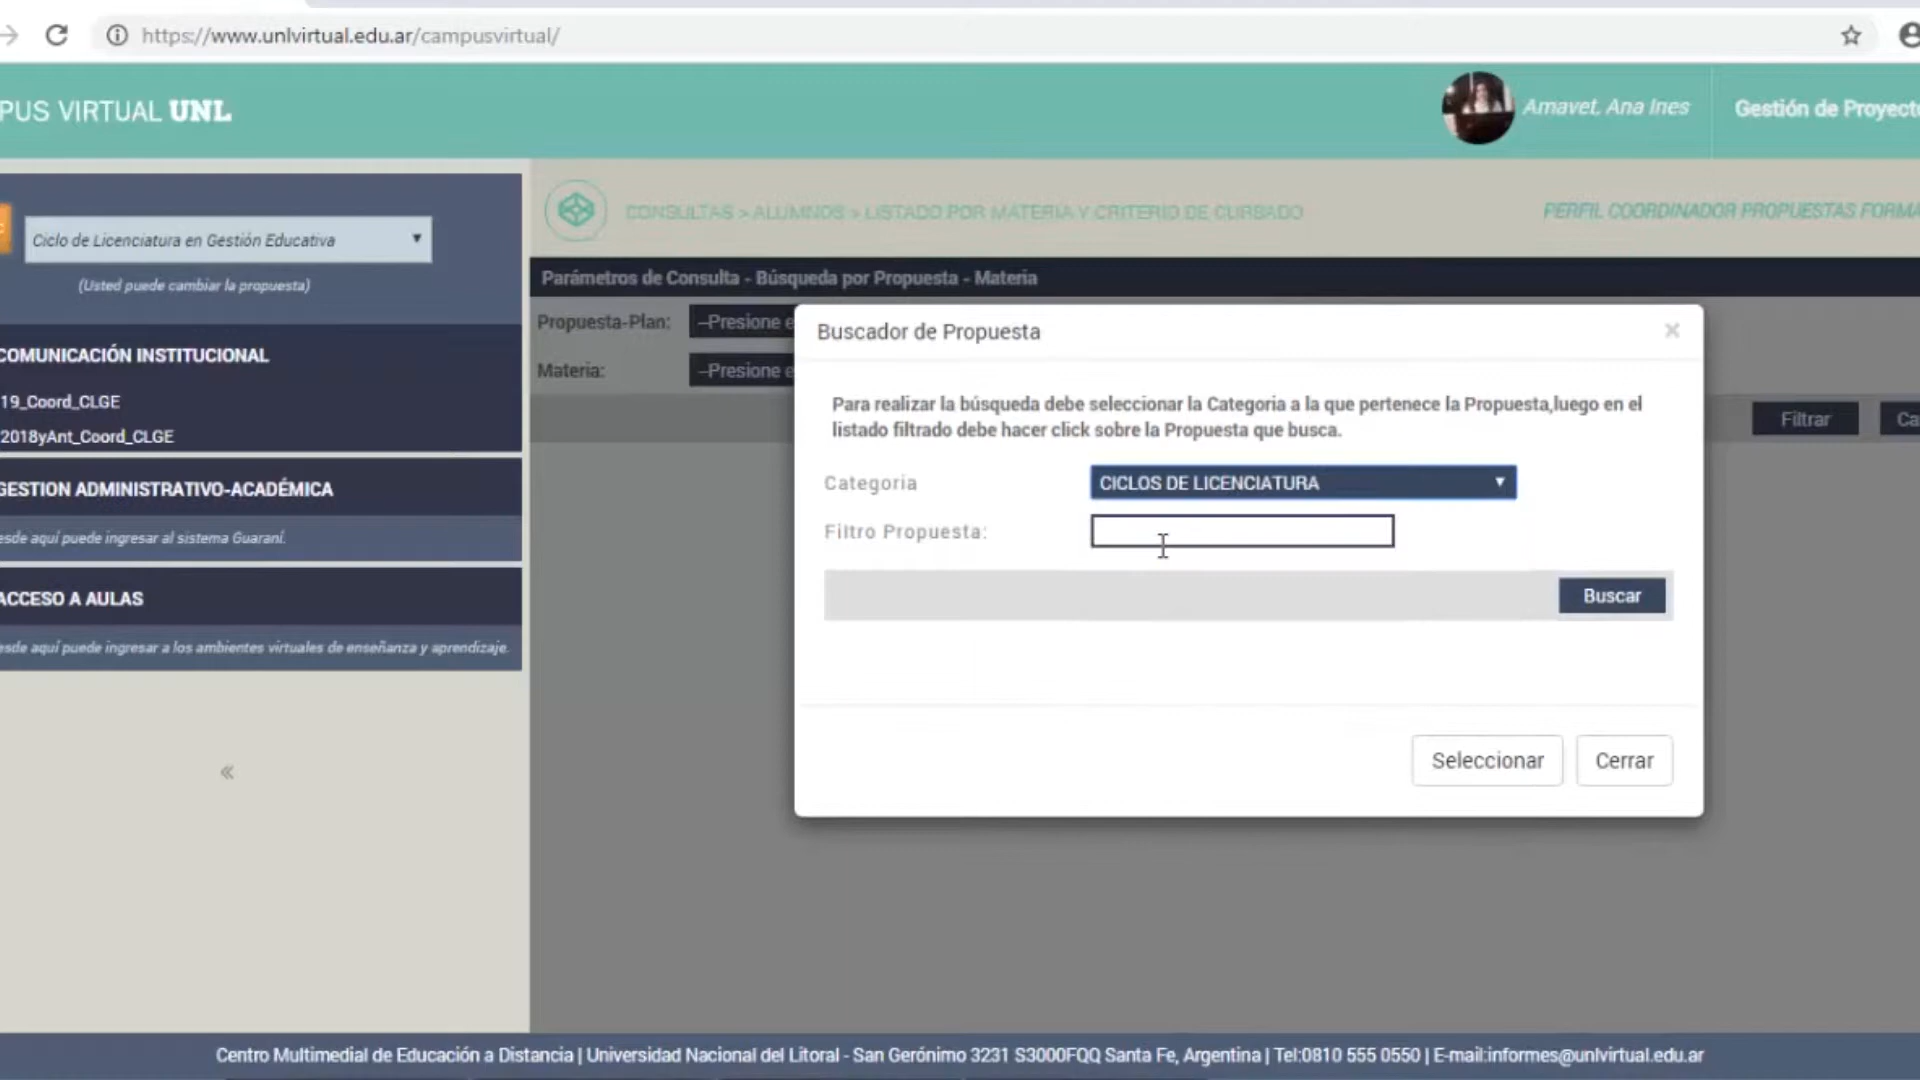 https://www.unlvirtual.edu.ar/campusvirtual/
PUS VIRTUAL UNL
Amavet, Ana Ines
Gestión de Proyecto
Ciclo de Licenciatura en Gestión Educativa
(Usted puede cambiar la propuesta)
COMUNICACIÓN INSTITUCIONAL
19_Coord_CLGE
2018yAnt_Coord_CLGE
GESTION ADMINISTRATIVO-ACADÉMICA
esde aquí puede ingresar al sistema Guaraní.
ACCESO A AULAS
esde aquí puede ingresar a los ambientes virtuales de enseñanza y aprendizaje.
«
CONSULTAS > ALUMNOS > LISTADO POR MATERIA Y CRITERIO DE CURSADO
PERFIL COORDINADOR PROPUESTAS FORMA
Parámetros de Consulta - Búsqueda por Propuesta - Materia
Propuesta-Plan: --Presione e
Materia: --Presione e
Filtrar Ca
Buscador de Propuesta ×
Para realizar la búsqueda debe seleccionar la Categoria a la que pertenece la Propuesta,luego en el
listado filtrado debe hacer click sobre la Propuesta que busca.
Categoria CICLOS DE LICENCIATURA
Filtro Propuesta:
Buscar
Seleccionar Cerrar
Centro Multimedial de Educación a Distancia | Universidad Nacional del Litoral - San Gerónimo 3231 S3000FQQ Santa Fe, Argentina | Tel:0810 555 0550 | E-mail:informes@unlvirtual.edu.ar